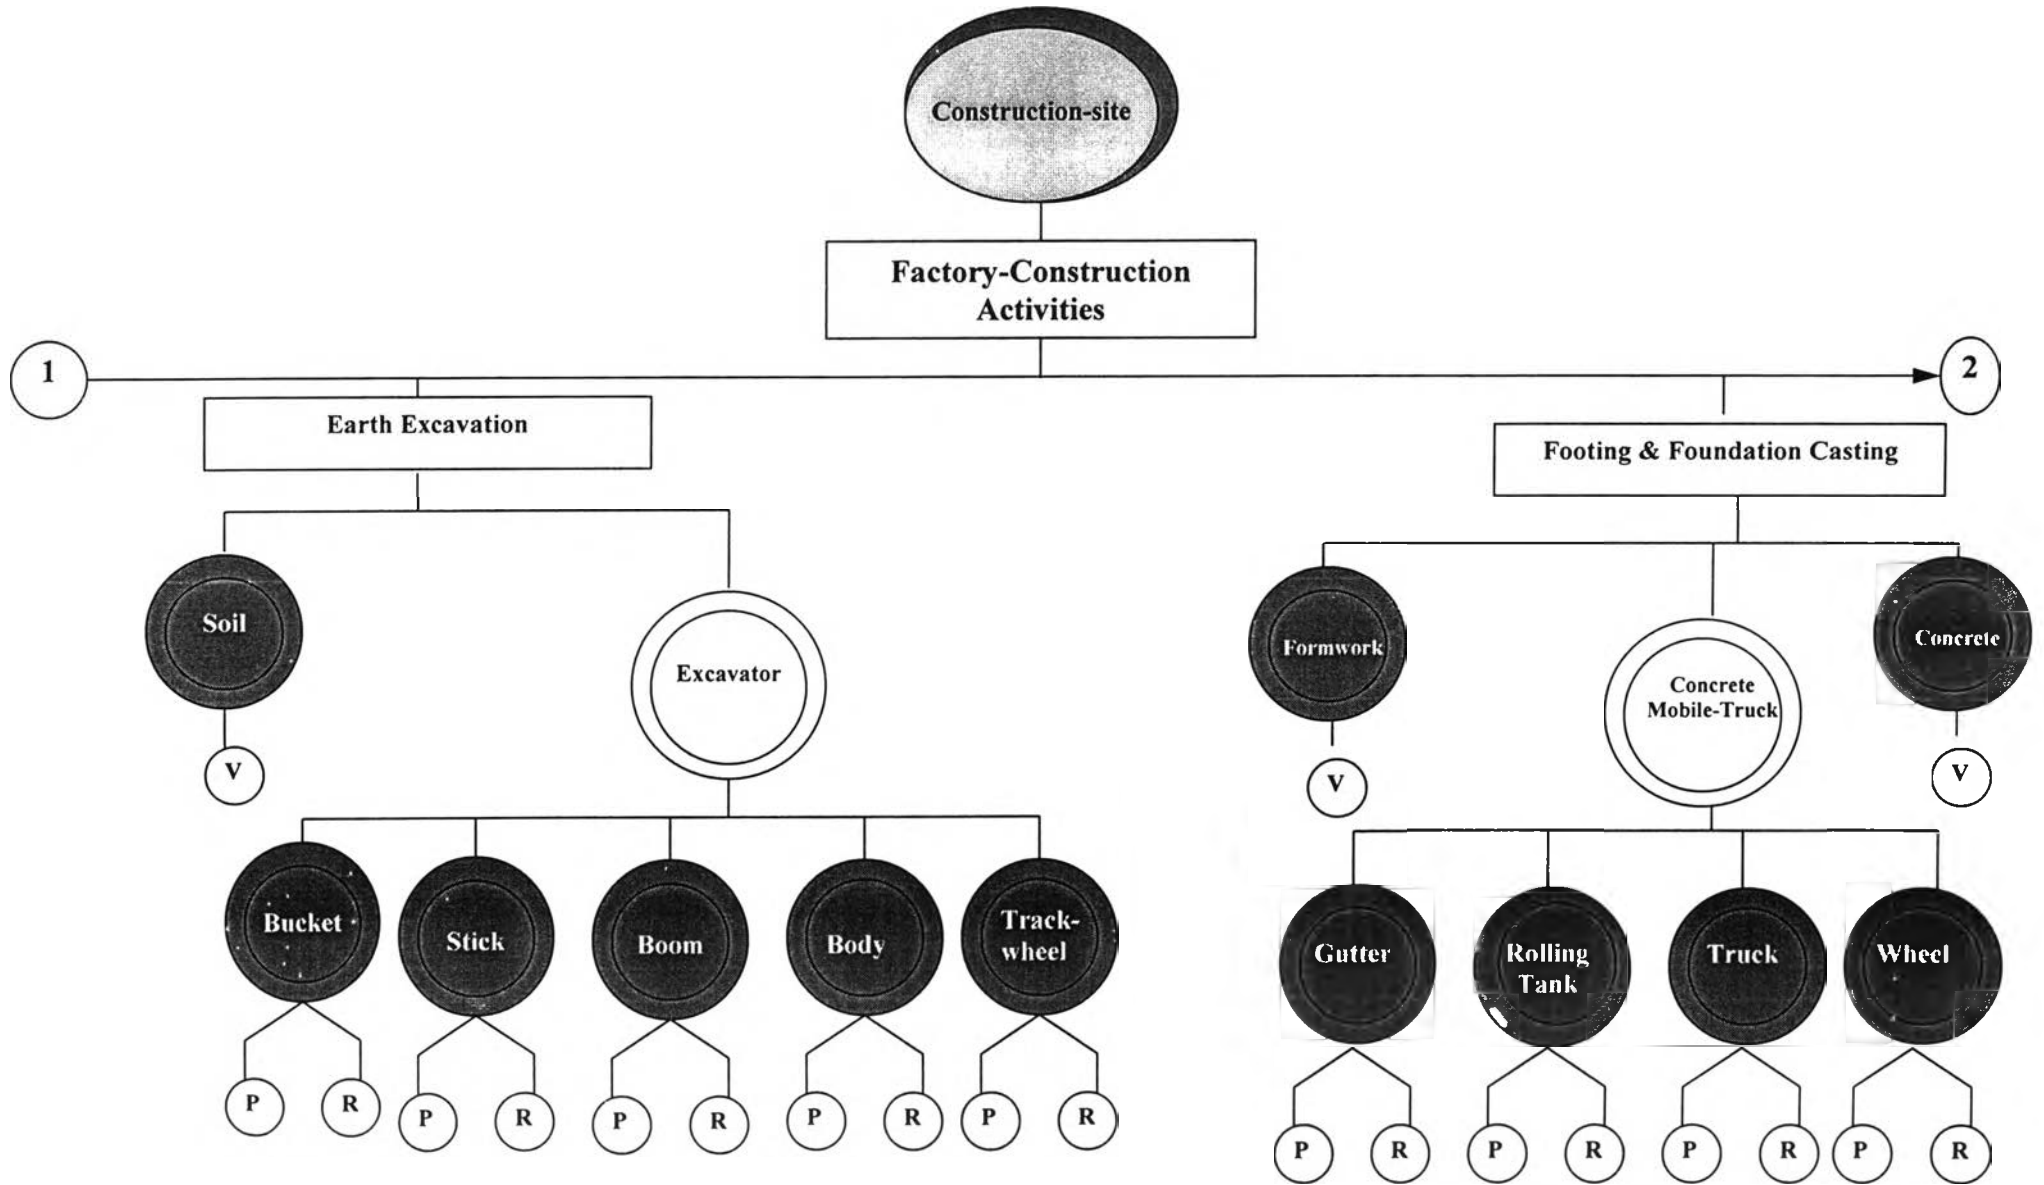 Construction-site
Factory-Construction
Activities
1
2
Earth Excavation
Footing & Foundation Casting
Soil
Excavator
Formwork
Concrete
Mobile-Truck
Concrete
V
V
V
Bucket
Stick
Boom
Body
Track-
wheel
Gutter
Rolling
Tank
Truck
Wheel
P
R
P
R
P
R
P
R
P
R
P
R
P
R
P
R
P
R